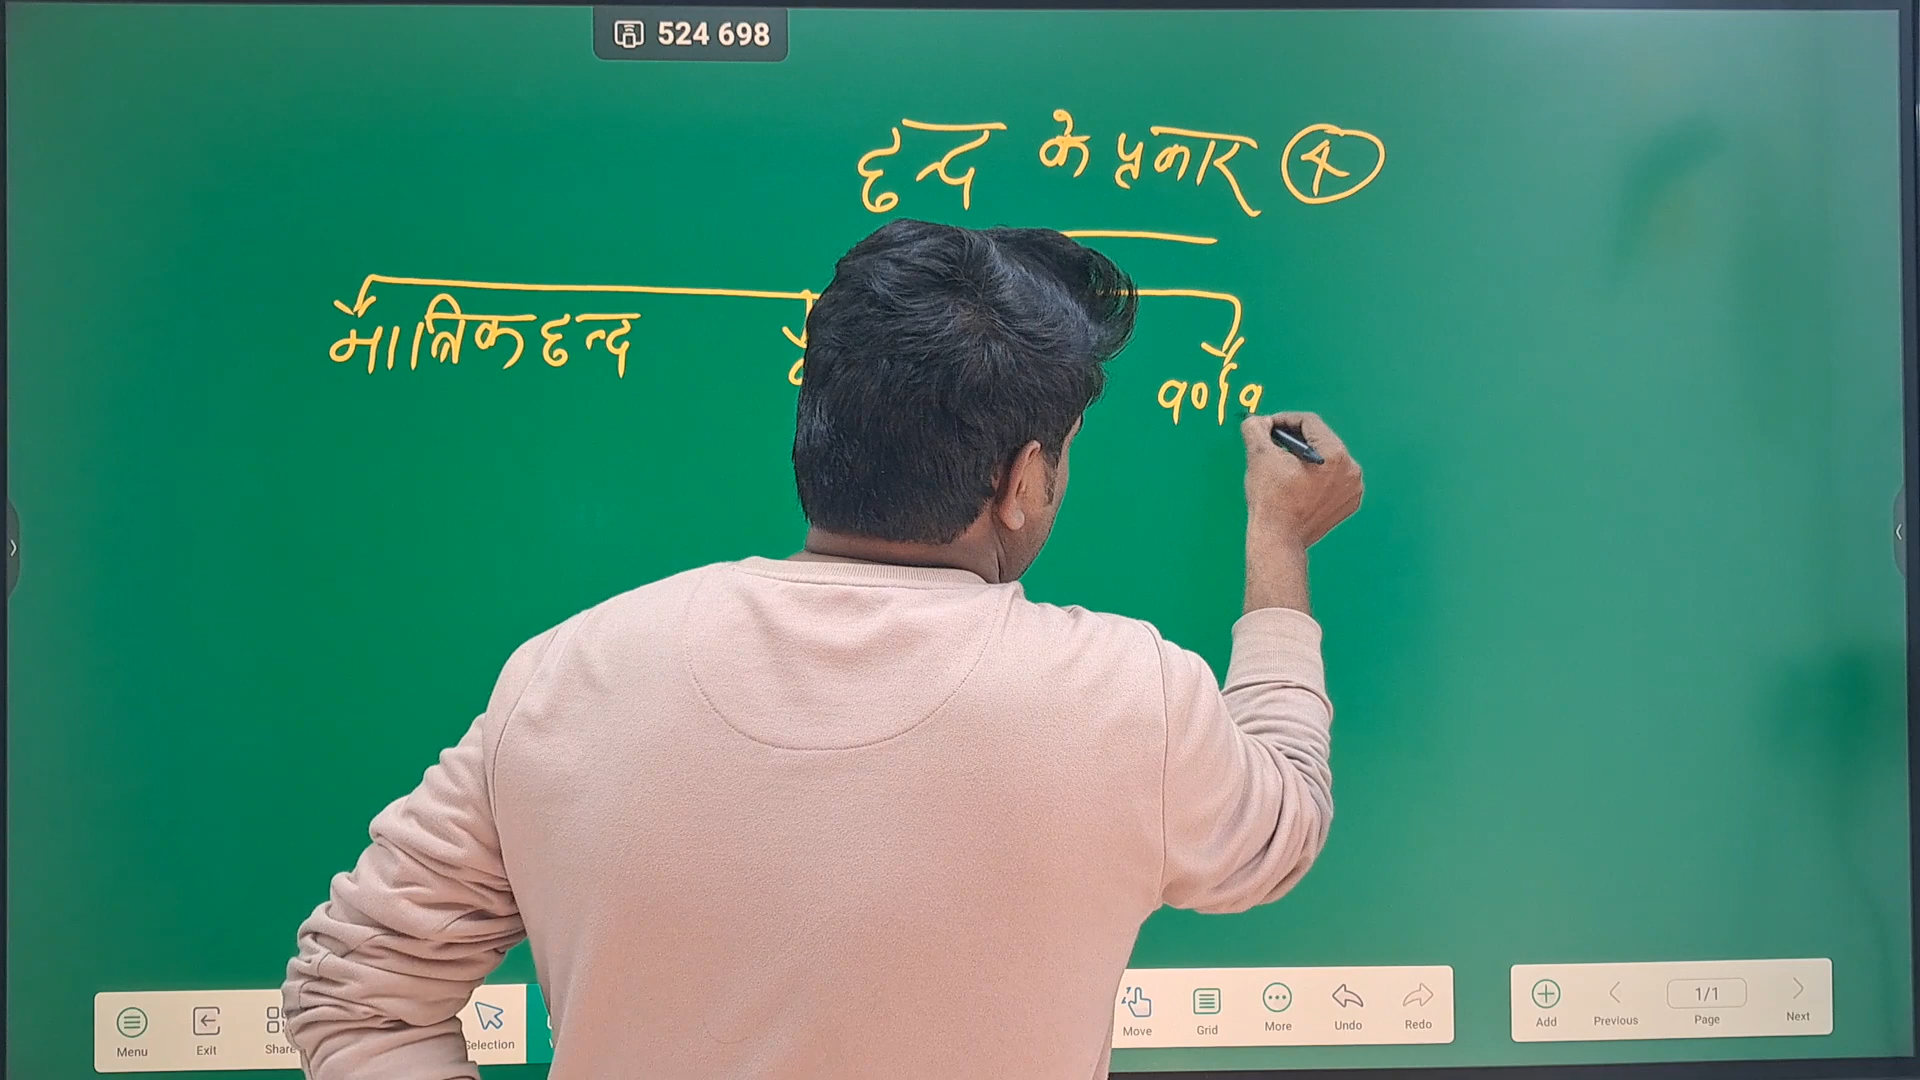 524 698
छन्द के प्रकार ④
मात्रिक छन्द
Menu Exit Share Selection Move Grid More Undo Redo
Add Previous 1/1 Page Next